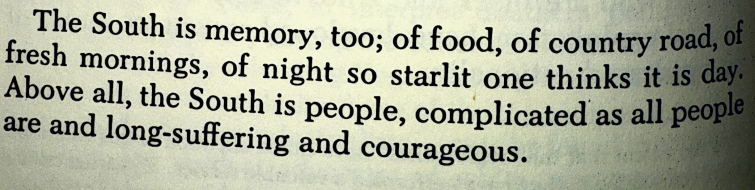 The South is memory, too; of food, of country road, of
fresh mornings, of night so starlit one thinks it is day.
Above all, the South is people, complicated as all people
are and long-suffering and courageous.